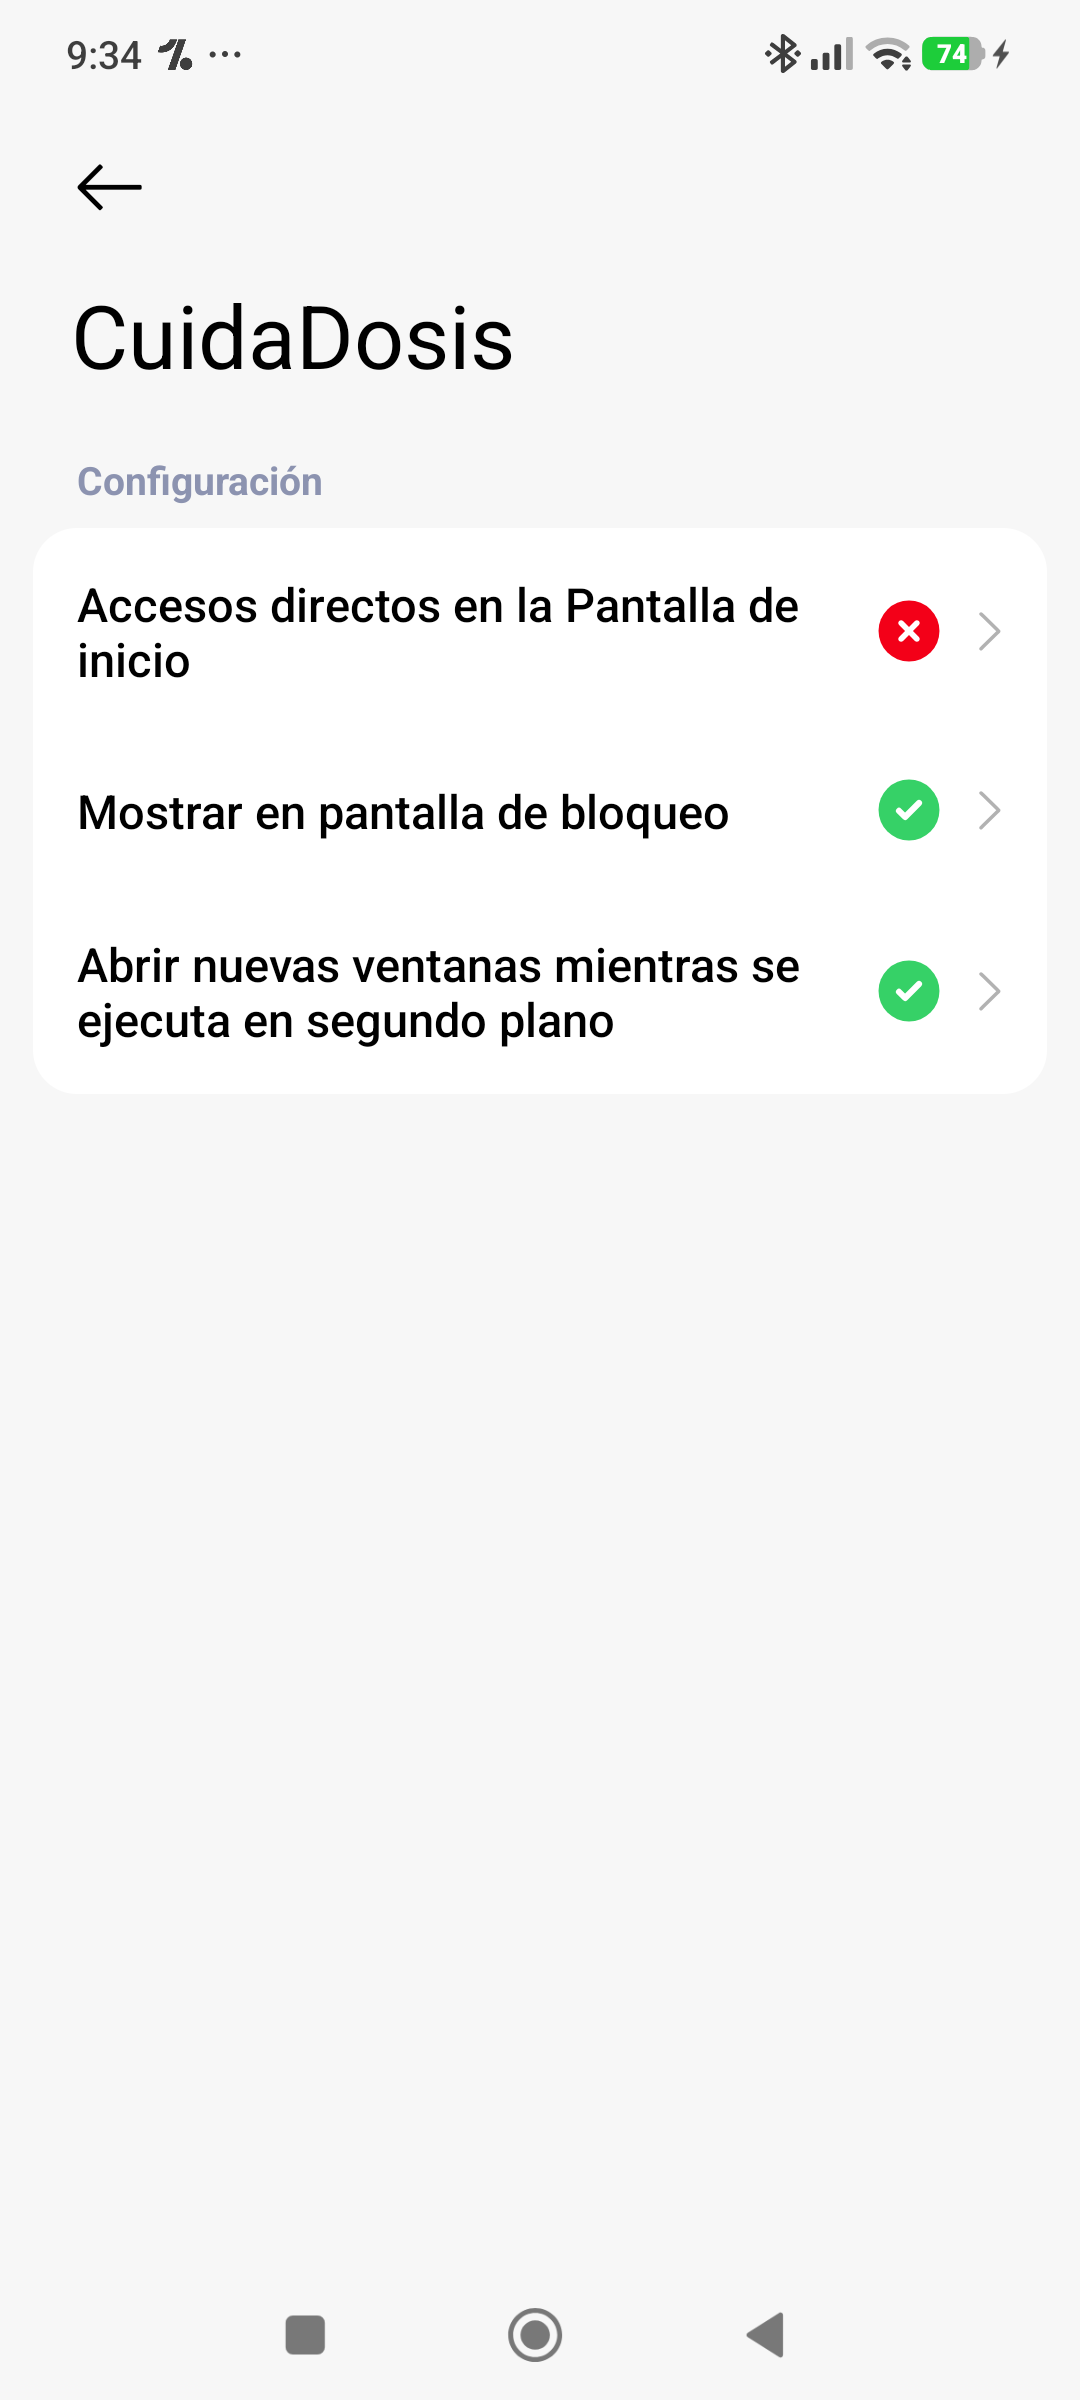 9:34
74
CuidaDosis
Configuración
Accesos directos en la Pantalla de
inicio
Mostrar en pantalla de bloqueo
Abrir nuevas ventanas mientras se
ejecuta en segundo plano